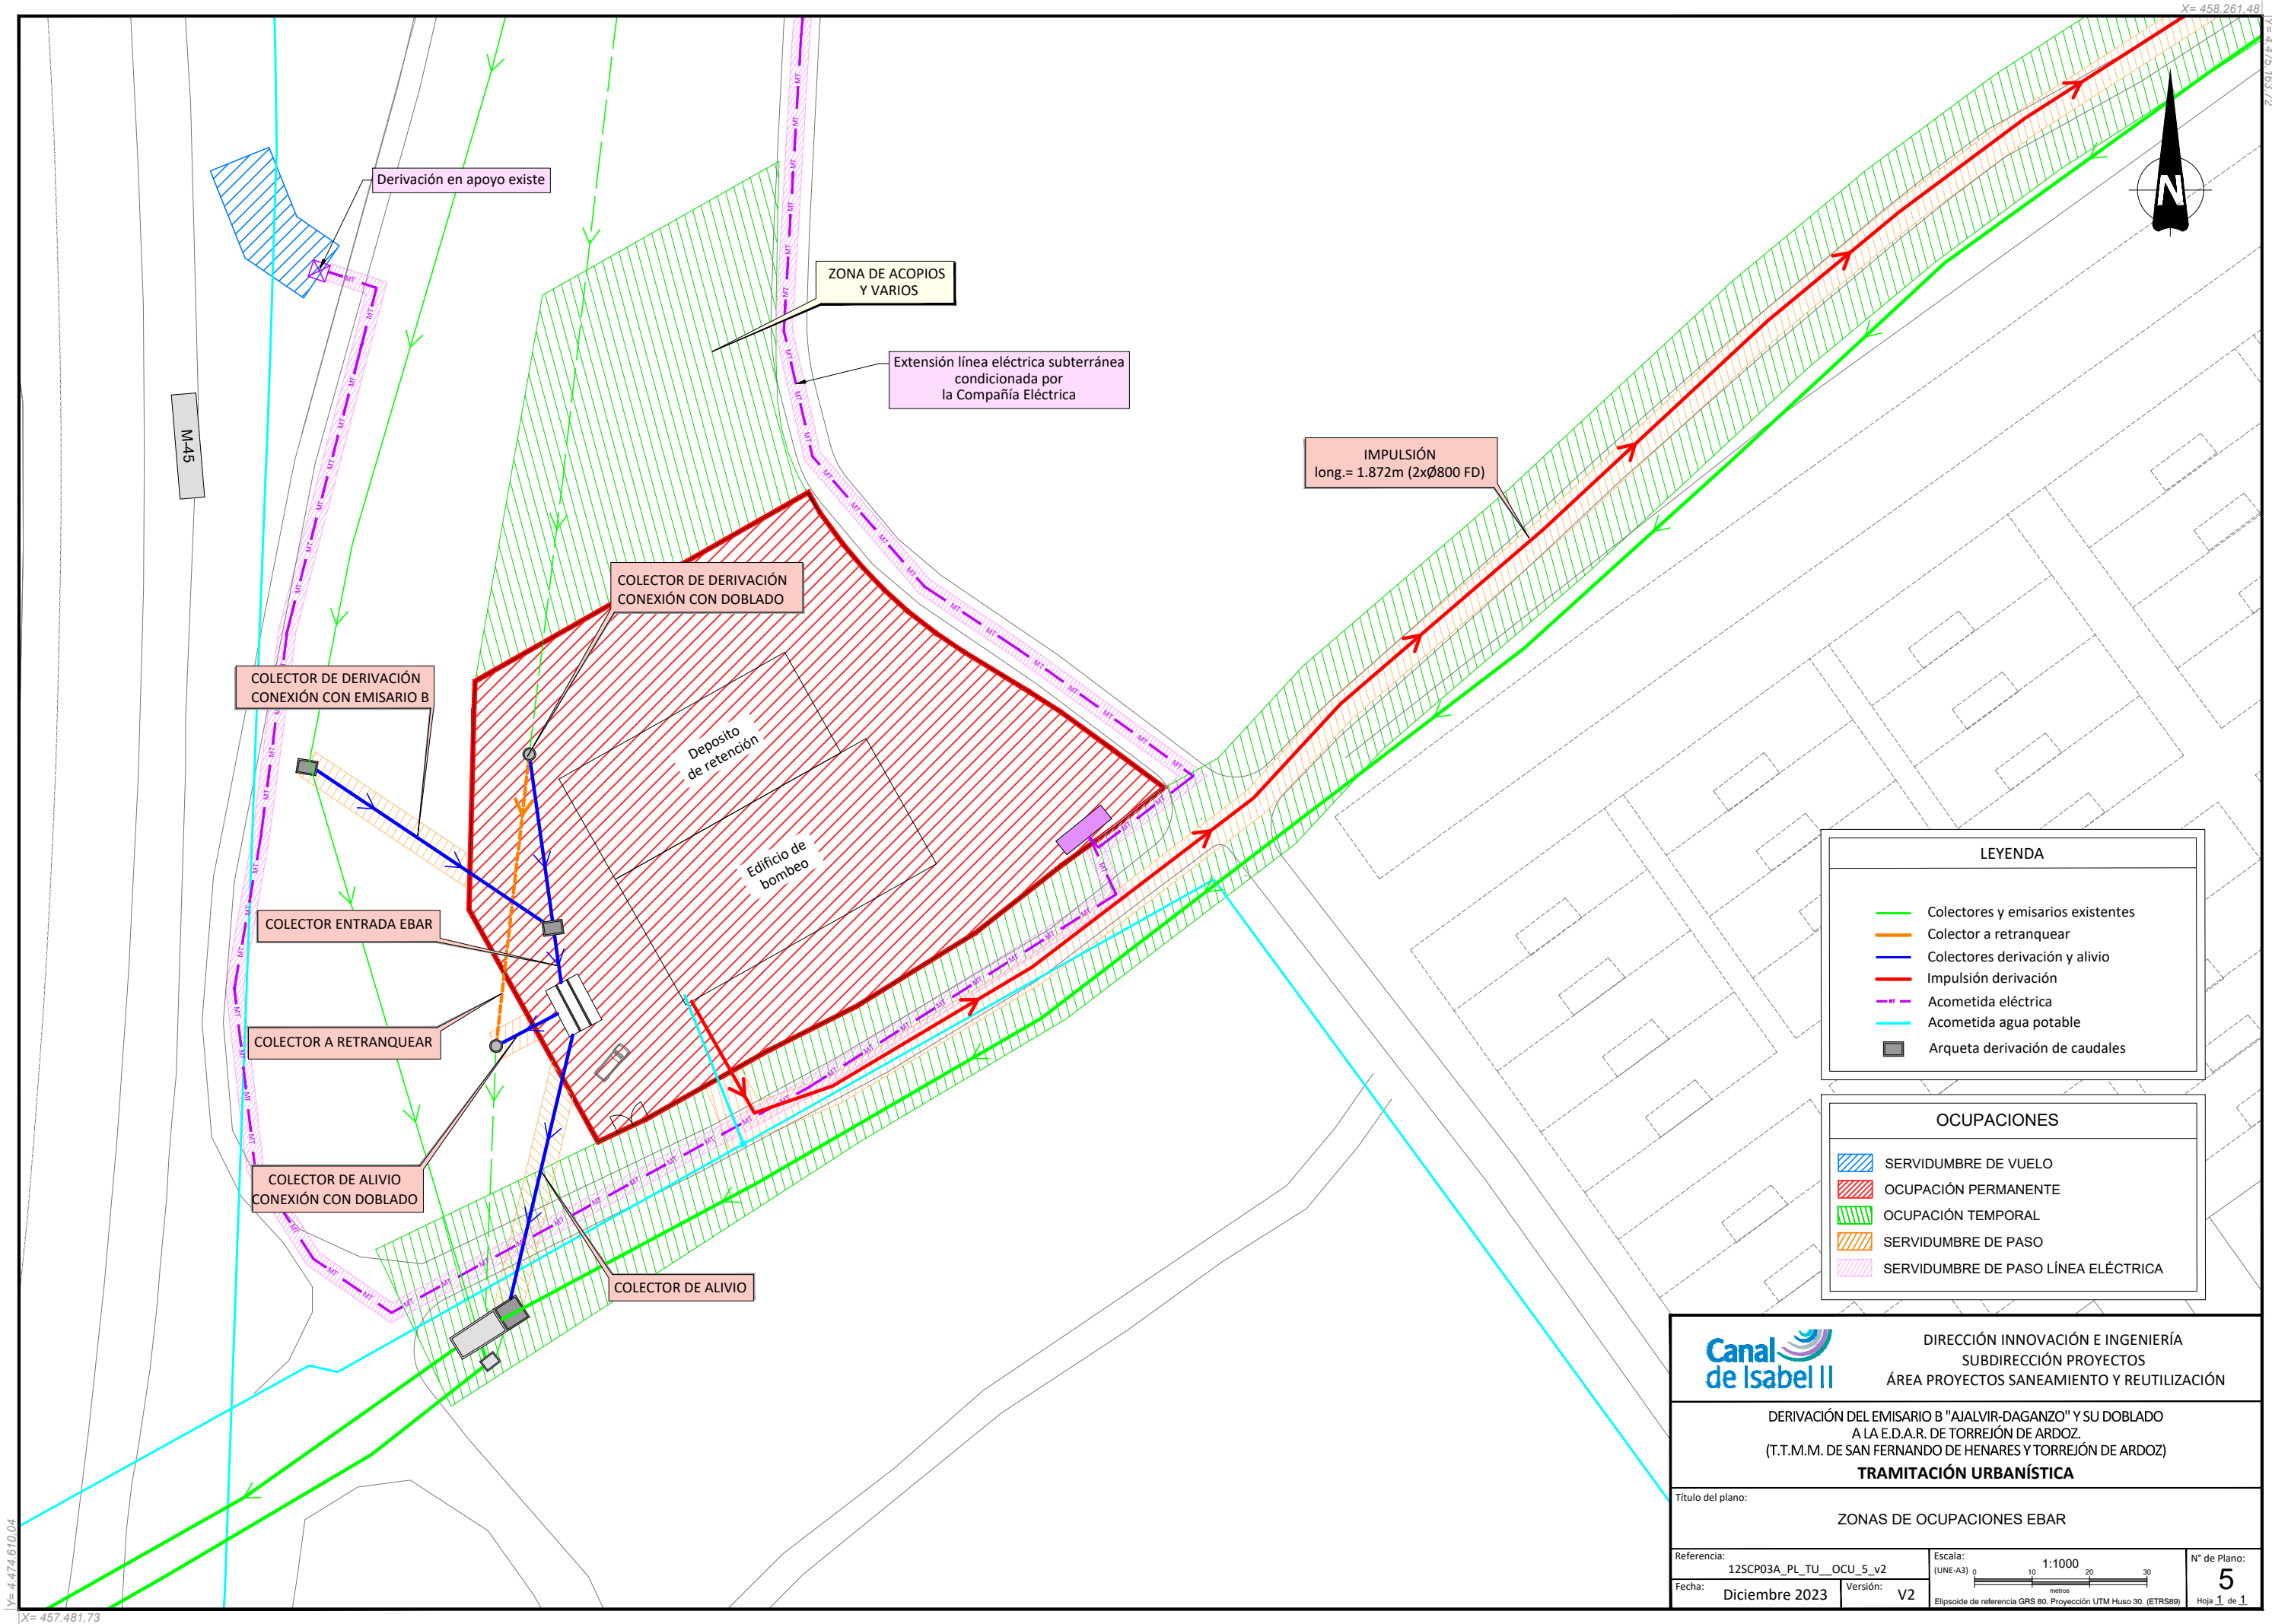 X= 458.261,48
Y= 4.475.163,72
Derivación en apoyo existe
ZONA DE ACOPIOS
Y VARIOS
Extensión línea eléctrica subterránea
condicionada por
la Compañía Eléctrica
M-45
IMPULSIÓN
long.= 1.872m (2xØ800 FD)
N
COLECTOR DE DERIVACIÓN
CONEXIÓN CON DOBLADO
COLECTOR DE DERIVACIÓN
CONEXIÓN CON EMISARIO B
Deposito
de retención
Edificio de
bombeo
COLECTOR ENTRADA EBAR
COLECTOR A RETRANQUEAR
COLECTOR DE ALIVIO
CONEXIÓN CON DOBLADO
COLECTOR DE ALIVIO
MT
LEYENDA
Colectores y emisarios existentes
Colector a retranquear
Colectores derivación y alivio
Impulsión derivación
MT Acometida eléctrica
Acometida agua potable
Arqueta derivación de caudales
OCUPACIONES
SERVIDUMBRE DE VUELO
OCUPACIÓN PERMANENTE
OCUPACIÓN TEMPORAL
SERVIDUMBRE DE PASO
SERVIDUMBRE DE PASO LÍNEA ELÉCTRICA
Canal
de Isabel II
DIRECCIÓN INNOVACIÓN E INGENIERÍA
SUBDIRECCIÓN PROYECTOS
ÁREA PROYECTOS SANEAMIENTO Y REUTILIZACIÓN
DERIVACIÓN DEL EMISARIO B "AJALVIR-DAGANZO" Y SU DOBLADO
A LA E.D.A.R. DE TORREJÓN DE ARDOZ.
(T.T.M.M. DE SAN FERNANDO DE HENARES Y TORREJÓN DE ARDOZ)
TRAMITACIÓN URBANÍSTICA
Título del plano:
ZONAS DE OCUPACIONES EBAR
Referencia:
12SCP03A_PL_TU__OCU_5_v2
Fecha:
Diciembre 2023
Versión:
V2
Escala:
(UNE-A3)
1:1000
0 10 20 30
metros
Elipsoide de referencia GRS 80. Proyección UTM Huso 30. (ETRS89)
N° de Plano:
5
Hoja 1 de 1
Y= 4.474.610,04
X= 457.481,73